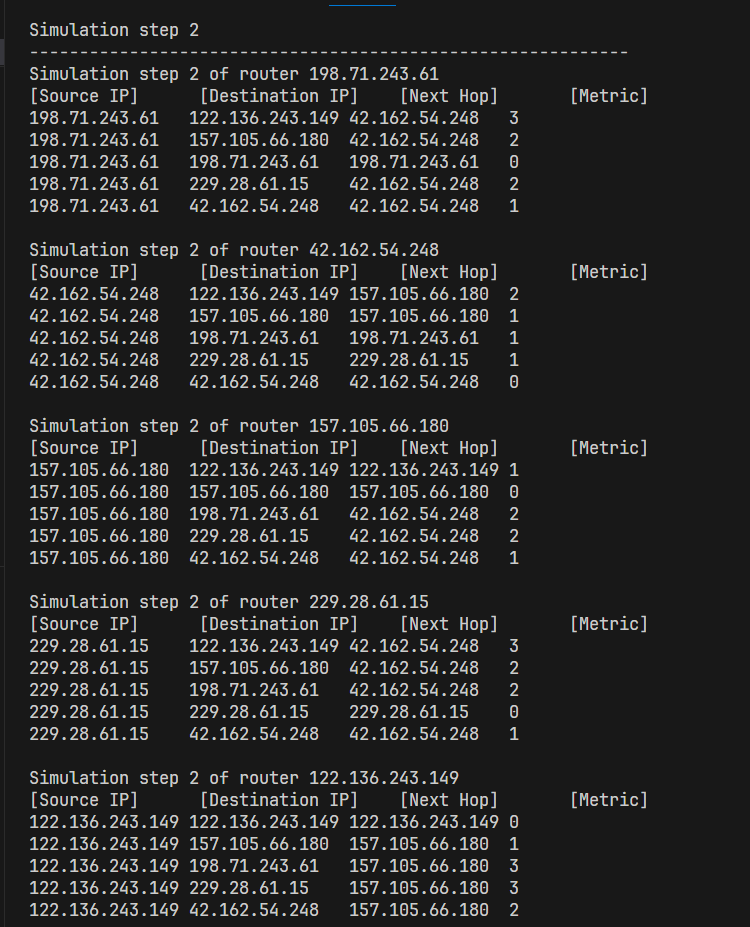 Simulation step 2
------------------------------------------------------------
Simulation step 2 of router 198.71.243.61
[Source IP]      [Destination IP]    [Next Hop]       [Metric]
198.71.243.61   122.136.243.149 42.162.54.248   3
198.71.243.61   157.105.66.180  42.162.54.248   2
198.71.243.61   198.71.243.61   198.71.243.61   0
198.71.243.61   229.28.61.15    42.162.54.248   2
198.71.243.61   42.162.54.248   42.162.54.248   1

Simulation step 2 of router 42.162.54.248
[Source IP]      [Destination IP]    [Next Hop]       [Metric]
42.162.54.248   122.136.243.149 157.105.66.180  2
42.162.54.248   157.105.66.180  157.105.66.180  1
42.162.54.248   198.71.243.61   198.71.243.61   1
42.162.54.248   229.28.61.15    229.28.61.15    1
42.162.54.248   42.162.54.248   42.162.54.248   0

Simulation step 2 of router 157.105.66.180
[Source IP]      [Destination IP]    [Next Hop]       [Metric]
157.105.66.180  122.136.243.149 122.136.243.149 1
157.105.66.180  157.105.66.180  157.105.66.180  0
157.105.66.180  198.71.243.61   42.162.54.248   2
157.105.66.180  229.28.61.15    42.162.54.248   2
157.105.66.180  42.162.54.248   42.162.54.248   1

Simulation step 2 of router 229.28.61.15
[Source IP]      [Destination IP]    [Next Hop]       [Metric]
229.28.61.15    122.136.243.149 42.162.54.248   3
229.28.61.15    157.105.66.180  42.162.54.248   2
229.28.61.15    198.71.243.61   42.162.54.248   2
229.28.61.15    229.28.61.15    229.28.61.15    0
229.28.61.15    42.162.54.248   42.162.54.248   1

Simulation step 2 of router 122.136.243.149
[Source IP]      [Destination IP]    [Next Hop]       [Metric]
122.136.243.149 122.136.243.149 122.136.243.149 0
122.136.243.149 157.105.66.180  157.105.66.180  1
122.136.243.149 198.71.243.61   157.105.66.180  3
122.136.243.149 229.28.61.15    157.105.66.180  3
122.136.243.149 42.162.54.248   157.105.66.180  2